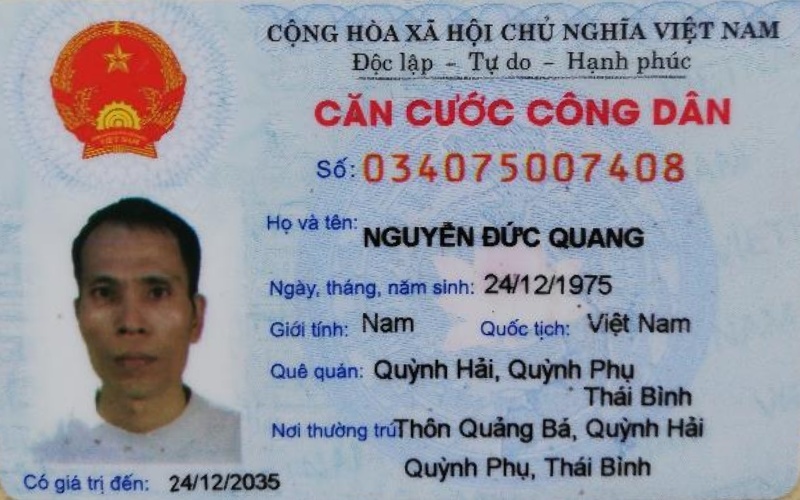 CỘNG HÒA XÃ HỘI CHỦ NGHĨA VIỆT NAM
Độc lập - Tự do - Hạnh phúc
CĂN CƯỚC CÔNG DÂN
Số: 034075007408
Họ và tên: NGUYỄN ĐỨC QUANG
Ngày, tháng, năm sinh: 24/12/1975
Giới tính: Nam Quốc tịch: Việt Nam
Quê quán: Quỳnh Hải, Quỳnh Phụ
Thái Bình
Nơi thường trú: Thôn Quảng Bá, Quỳnh Hải
Quỳnh Phụ, Thái Bình
Có giá trị đến: 24/12/2035